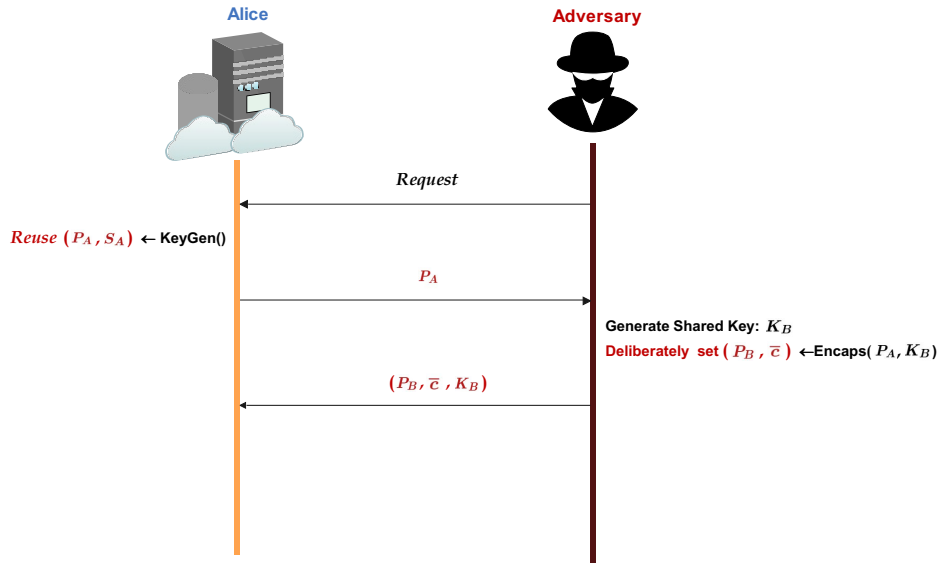 Alice
Adversary
Request
Reuse (P_A, S_A) ← KeyGen()
P_A
Generate Shared Key: K_B
Deliberately set (P_B, c̅) ←Encaps(P_A, K_B)
(P_B, c̅, K_B)